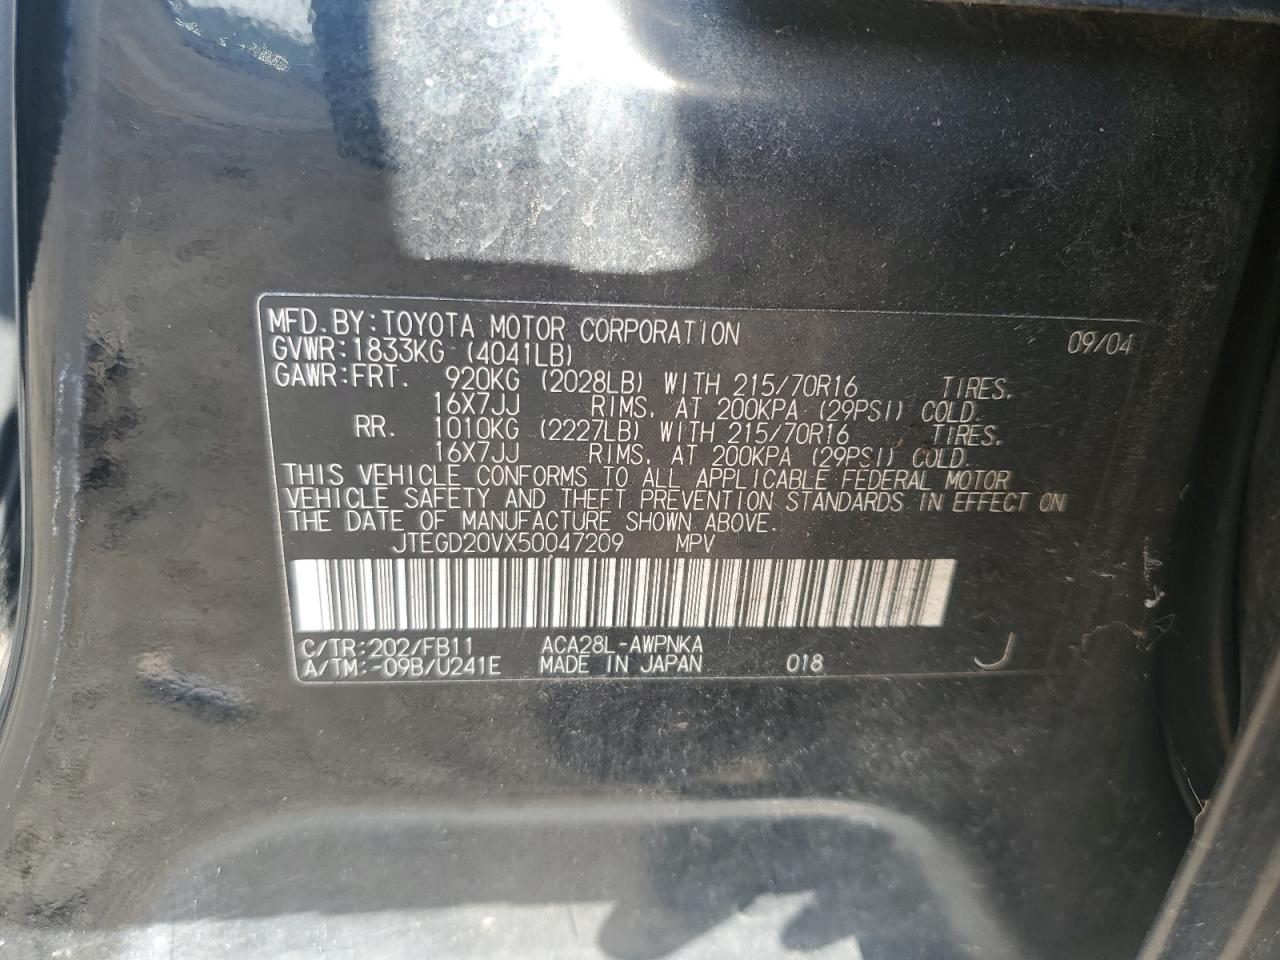 MFD.BY:TOYOTA MOTOR CORPORATION 09/04
GVWR:1833KG (4041LB)
GAWR:FRT. 920KG (2028LB) WITH 215/70R16 TIRES.
16X7JJ RIMS, AT 200KPA (29PSI) COLD.
RR. 1010KG (2227LB) WITH 215/70R16 TIRES.
16X7JJ RIMS, AT 200KPA (29PSI) COLD.
THIS VEHICLE CONFORMS TO ALL APPLICABLE FEDERAL MOTOR
VEHICLE SAFETY AND THEFT PREVENTION STANDARDS IN EFFECT ON
THE DATE OF MANUFACTURE SHOWN ABOVE.
JTEGD20VX50047209 MPV
C/TR:202/FB11 ACA28L-AWPNKA
A/TM:-09B/U241E MADE IN JAPAN 018 J